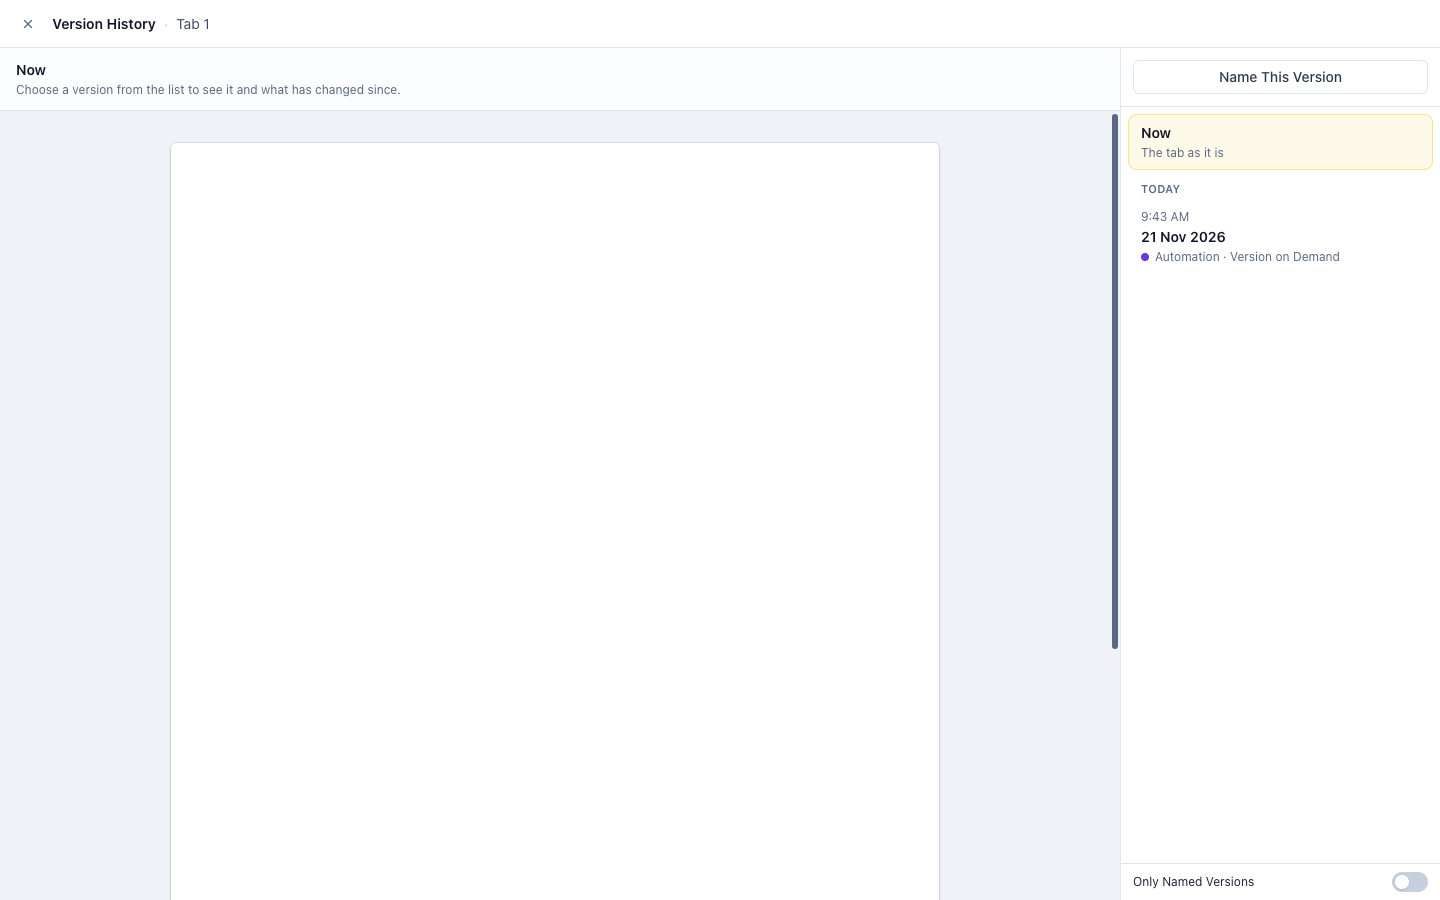 Version History · Tab 1
Now
Choose a version from the list to see it and what has changed since.
Name This Version
Now
The tab as it is
TODAY
9:43 AM
21 Nov 2026
Automation · Version on Demand
Only Named Versions